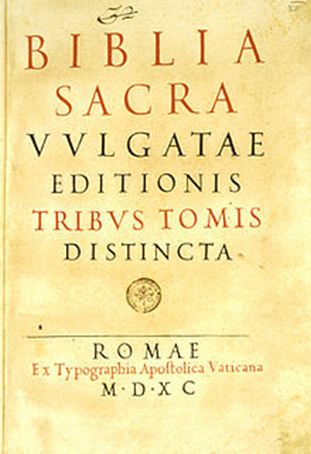 BIBLIA
SACRA
VVLGATAE
EDITIONIS
TRIBVS TOMIS
DISTINCTA
ROMAE
Ex Typographia Apoſtolica Vaticana
M·D·XC